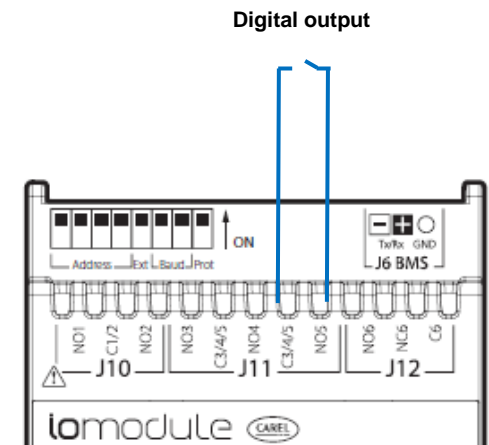 Digital output
ON
Address Ext Baud Prot
− + 
Tx/Rx GND
J6 BMS
NO1 C1/2 NO2 NO3 C3/4/5 NO4 C3/4/5 NO5 NO6 NC6 C6
J10 J11 J12
iomodule CAREL